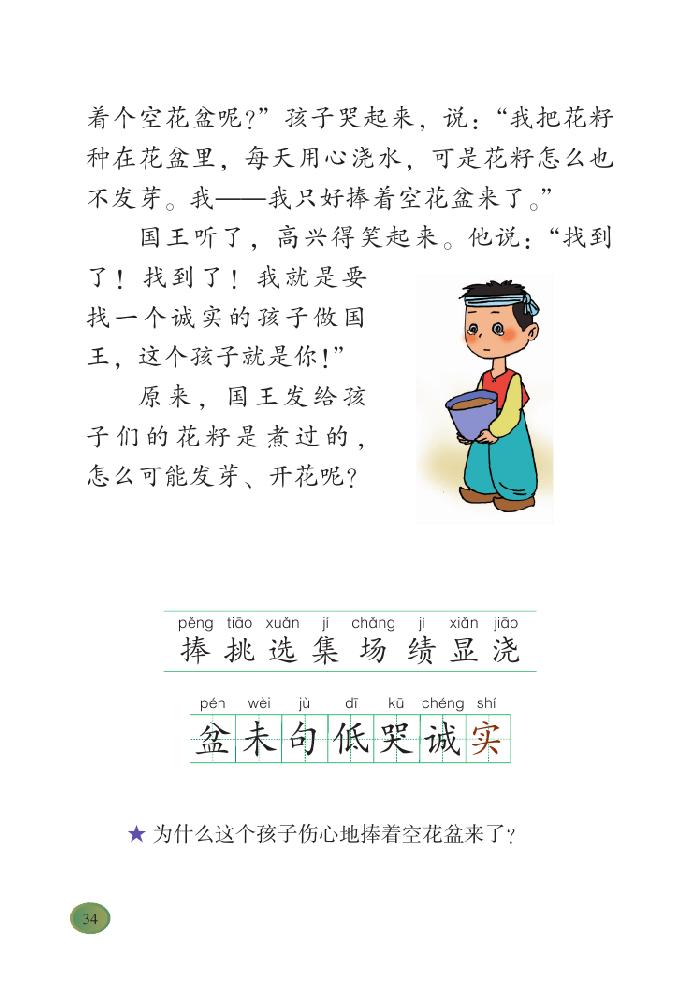 着个空花盆呢?”孩子哭起来，说：“我把花籽
种在花盆里，每天用心浇水，可是花籽怎么也
不发芽。我——我只好捧着空花盆来了。”
国王听了，高兴得笑起来。他说：“找到
了！找到了！我就是要
找一个诚实的孩子做国
王，这个孩子就是你！”
原来，国王发给孩
子们的花籽是煮过的，
怎么可能发芽、开花呢？
pěng tiāo xuǎn jí chǎng jì xiǎn jiāo
捧 挑 选 集 场 绩 显 浇
pén wèi jù dī kū chéng shí
盆 未 句 低 哭 诚 实
★ 为什么这个孩子伤心地捧着空花盆来了？
34